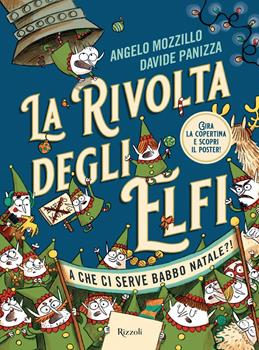 ANGELO MOZZILLO
DAVIDE PANIZZA
LA RIVOLTA
DEGLI
ELFI
GIRA
LA COPERTINA
E SCOPRI
IL POSTER!
A CHE CI SERVE BABBO NATALE?!
Rizzoli